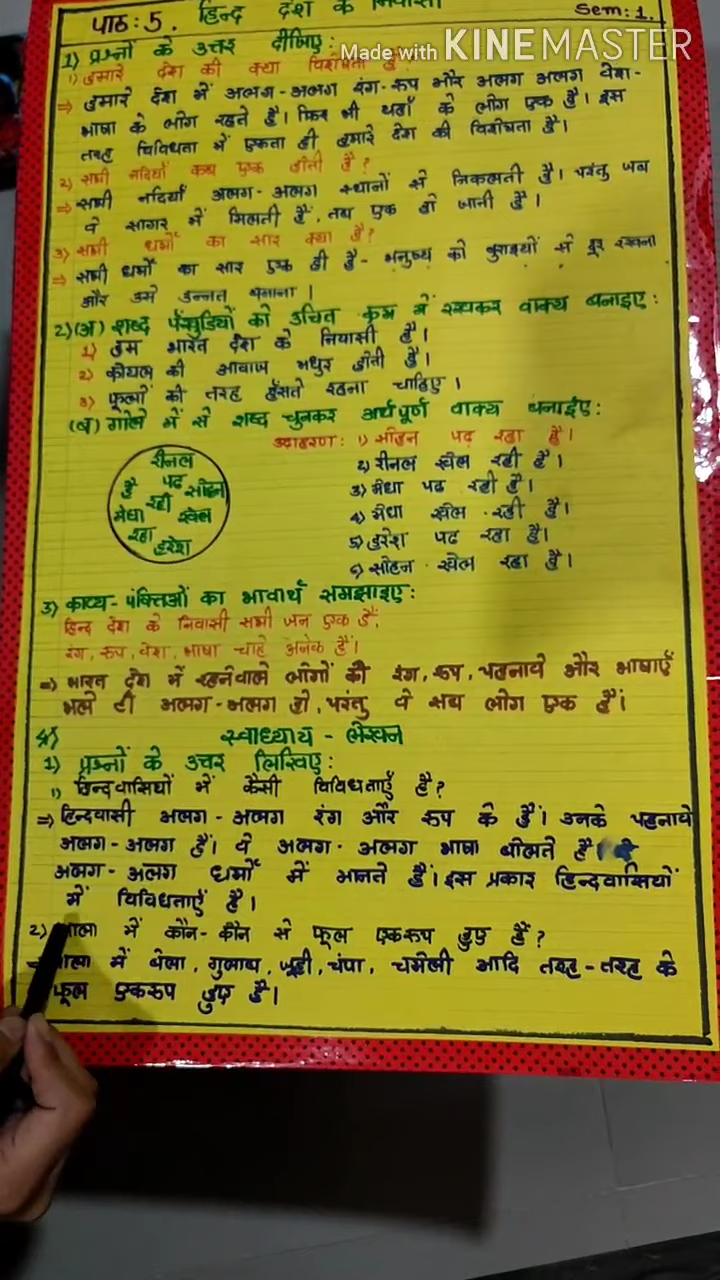 पाठ: 5. हिन्द देश के निवासी
Sem: 1.
Made with KINEMASTER
1) प्रश्नों के उत्तर दीजिए:
1) हमारे देश की क्या विशेषता है?
⇒ हमारे देश में अलग-अलग रंग-रूप और अलग अलग वेश-
भाषा के लोग रहते हैं। फिर भी यहाँ के लोग एक हैं। इस
तरह विविधता में एकता ही हमारे देश की विशेषता है।
2) सभी नदियाँ कब एक होती हैं?
⇒ सभी नदियाँ अलग-अलग स्थानों से निकलती हैं। परंतु जब
वे सागर में मिलती हैं, तब एक हो जाती हैं।
3) सभी धर्मों का सार क्या है?
⇒ सभी धर्मों का सार एक ही है- मनुष्य को बुराइयों से दूर रखना
और उसे उन्नत बनाना।
2)(अ) शब्द पँखुडियों को उचित क्रम में रखकर वाक्य बनाइए:
1) हम भारत देश के निवासी हैं।
2) कोयल की आवाज मधुर होती है।
3) फूलों की तरह हँसते रहना चाहिए।
(ब) गोले में से शब्द चुनकर अर्थपूर्ण वाक्य बनाईए:
उदाहरण: 1) सोहन पढ रहा है।
रीनल
है पढ सोहन
रही
मेधा खेल
रहा
हरेश
2) रीनल खेल रही है।
3) मेधा पढ रही है।
4) मेधा खेल रही है।
5) हरेश पढ रहा है।
6) सोहन खेल रहा है।
3) काव्य-पंक्तिओं का भावार्थ समझाइए:
हिन्द देश के निवासी सभी जन एक हैं,
रंग, रूप, वेश, भाषा चाहे अनेक हैं।
⇒ भारत देश में रहनेवाले लोगों की रंग, रूप, पहनावे और भाषाएँ
भले ही अलग-अलग हो, परंतु वे सब लोग एक हैं।
स्वाध्याय - लेखन
1) प्रश्नों के उत्तर लिखिए:
1) हिन्दवासियों में कैसी विविधताएँ है?
⇒ हिन्दवासी अलग-अलग रंग और रूप के हैं। उनके पहनावे
अलग-अलग हैं। वे अलग-अलग भाषा बोलते हैं।
अलग-अलग धर्मों में मानते हैं। इस प्रकार हिन्दवासियों
में विविधताएँ है।
2) माला में कौन-कौन से फूल एकरूप हुए हैं?
माला में बेला, गुलाब, जूही, चंपा, चमेली आदि तरह-तरह के
फूल एकरूप हुए हैं।